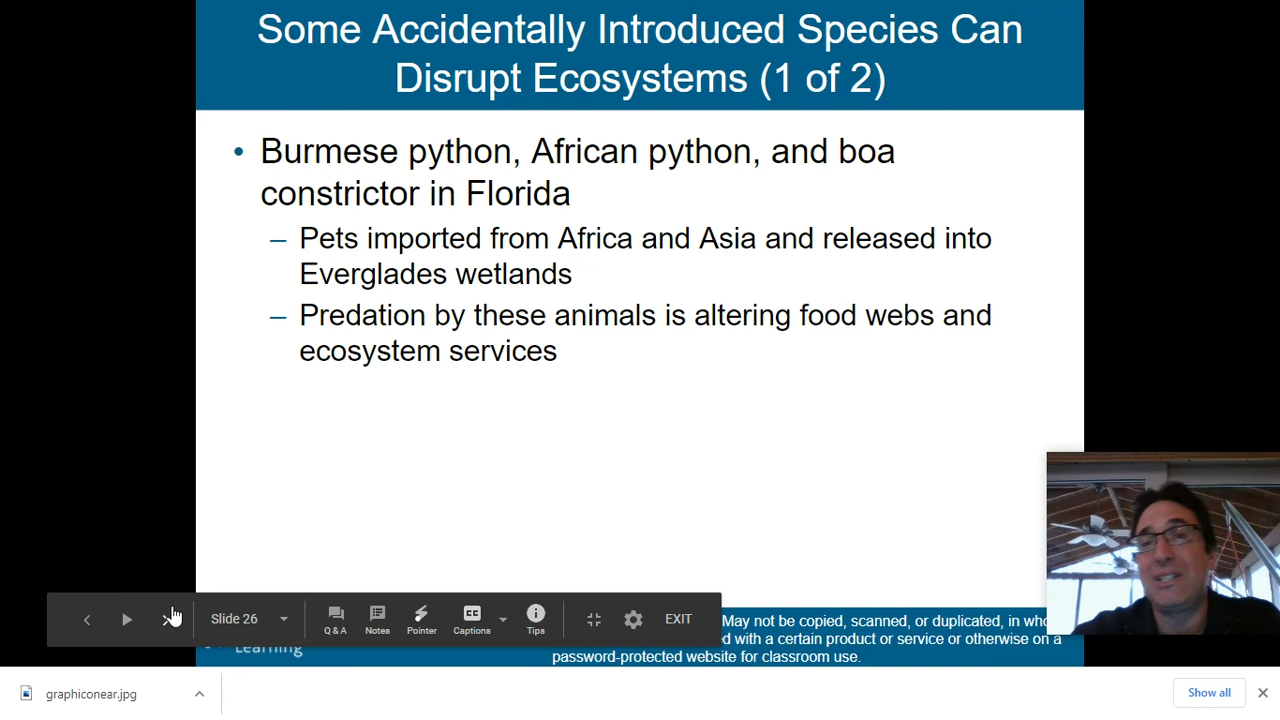 Some Accidentally Introduced Species Can
Disrupt Ecosystems (1 of 2)
• Burmese python, African python, and boa
constrictor in Florida
– Pets imported from Africa and Asia and released into
Everglades wetlands
– Predation by these animals is altering food webs and
ecosystem services
Slide 26
Q & A
Notes
Pointer
CC
Captions
Tips
EXIT
May not be copied, scanned, or duplicated, in
with a certain product or service or otherwise on a
password-protected website for classroom use.
Learning
graphiconear.jpg
Show all